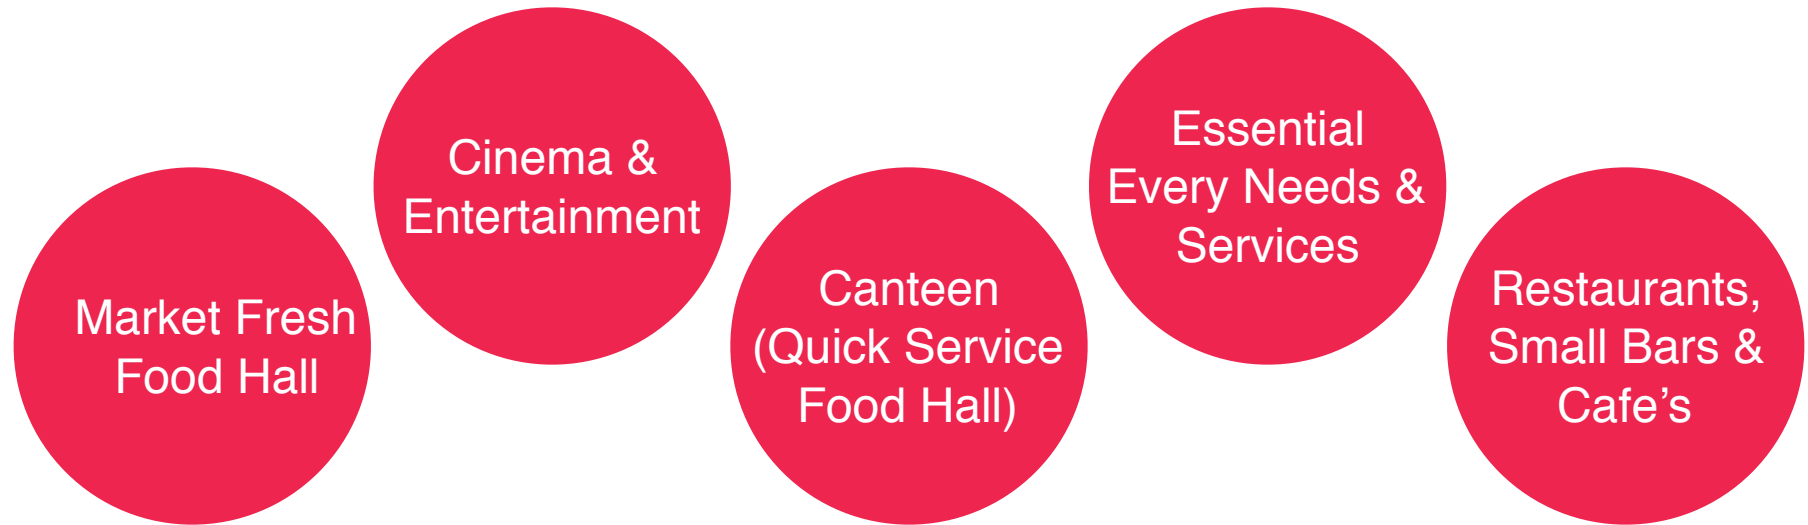 Market Fresh
Food Hall
Cinema &
Entertainment
Canteen
(Quick Service
Food Hall)
Essential
Every Needs &
Services
Restaurants,
Small Bars &
Cafe’s